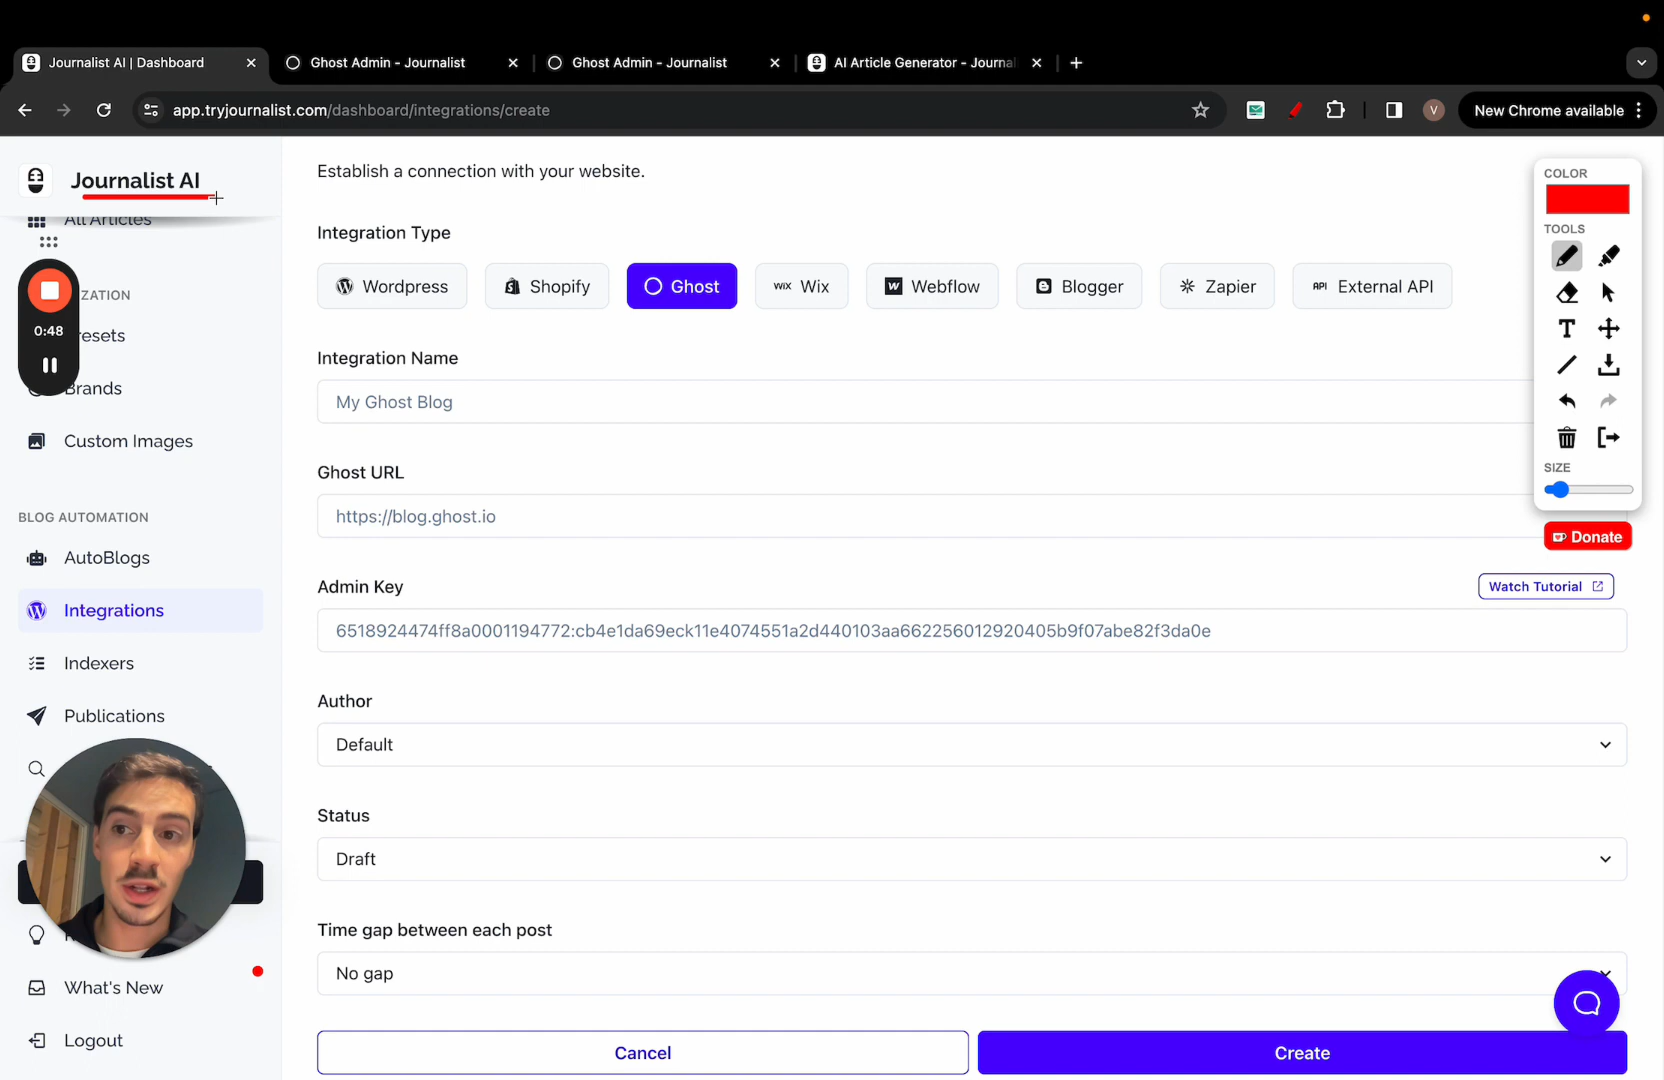 Journalist AI | Dashboard
Ghost Admin - Journalist
Ghost Admin - Journalist
AI Article Generator - Journal
app.tryjournalist.com/dashboard/integrations/create
V
New Chrome available
Journalist AI
All Articles
ZATION
0:48
resets
Brands
Custom Images
BLOG AUTOMATION
AutoBlogs
Integrations
Indexers
Publications
What's New
Logout
Establish a connection with your website.
Integration Type
Wordpress
Shopify
Ghost
WIX Wix
Webflow
Blogger
Zapier
API External API
Integration Name
My Ghost Blog
Ghost URL
https://blog.ghost.io
Admin Key
Watch Tutorial
6518924474ff8a0001194772:cb4e1da69eck11e4074551a2d440103aa662256012920405b9f07abe82f3da0e
Author
Default
Status
Draft
Time gap between each post
No gap
Cancel
Create
COLOR
TOOLS
T
SIZE
Donate